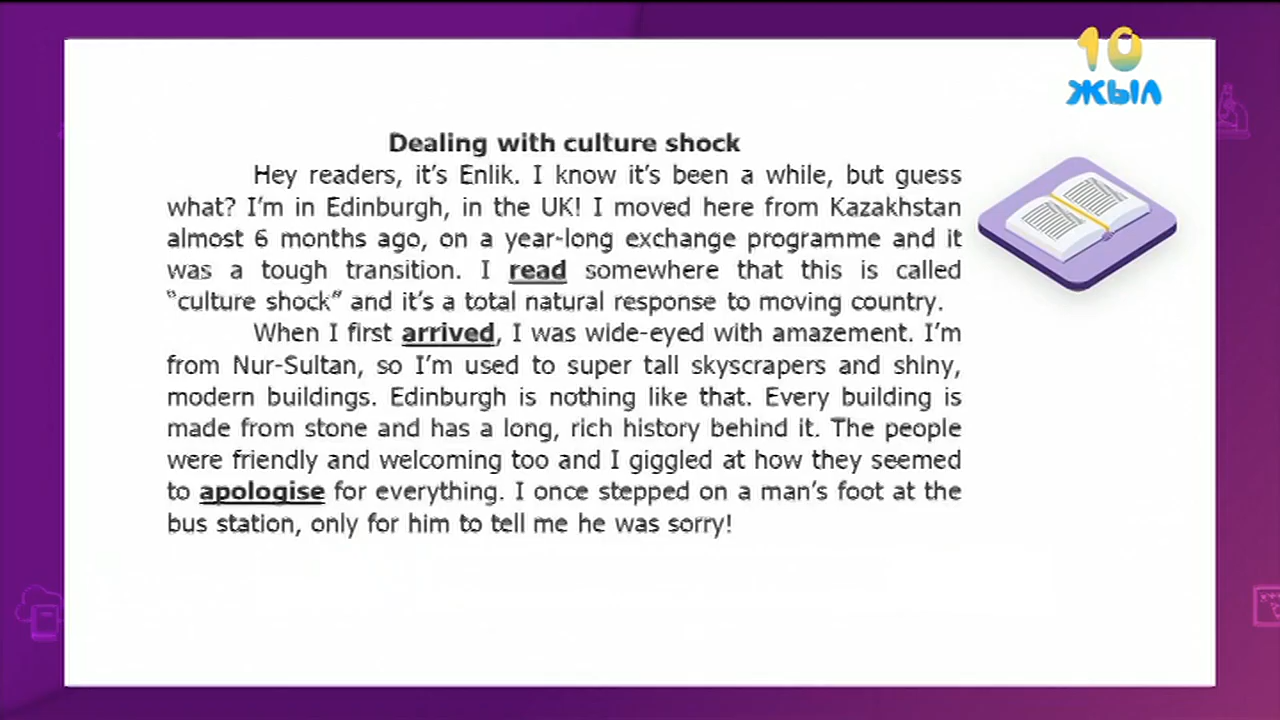 10
ЖЫЛ
Dealing with culture shock
Hey readers, it’s Enlik. I know it’s been a while, but guess
what? I’m in Edinburgh, in the UK! I moved here from Kazakhstan
almost 6 months ago, on a year-long exchange programme and it
was a tough transition. I read somewhere that this is called
“culture shock” and it’s a total natural response to moving country.
When I first arrived, I was wide-eyed with amazement. I’m
from Nur-Sultan, so I’m used to super tall skyscrapers and shiny,
modern buildings. Edinburgh is nothing like that. Every building is
made from stone and has a long, rich history behind it. The people
were friendly and welcoming too and I giggled at how they seemed
to apologise for everything. I once stepped on a man’s foot at the
bus station, only for him to tell me he was sorry!